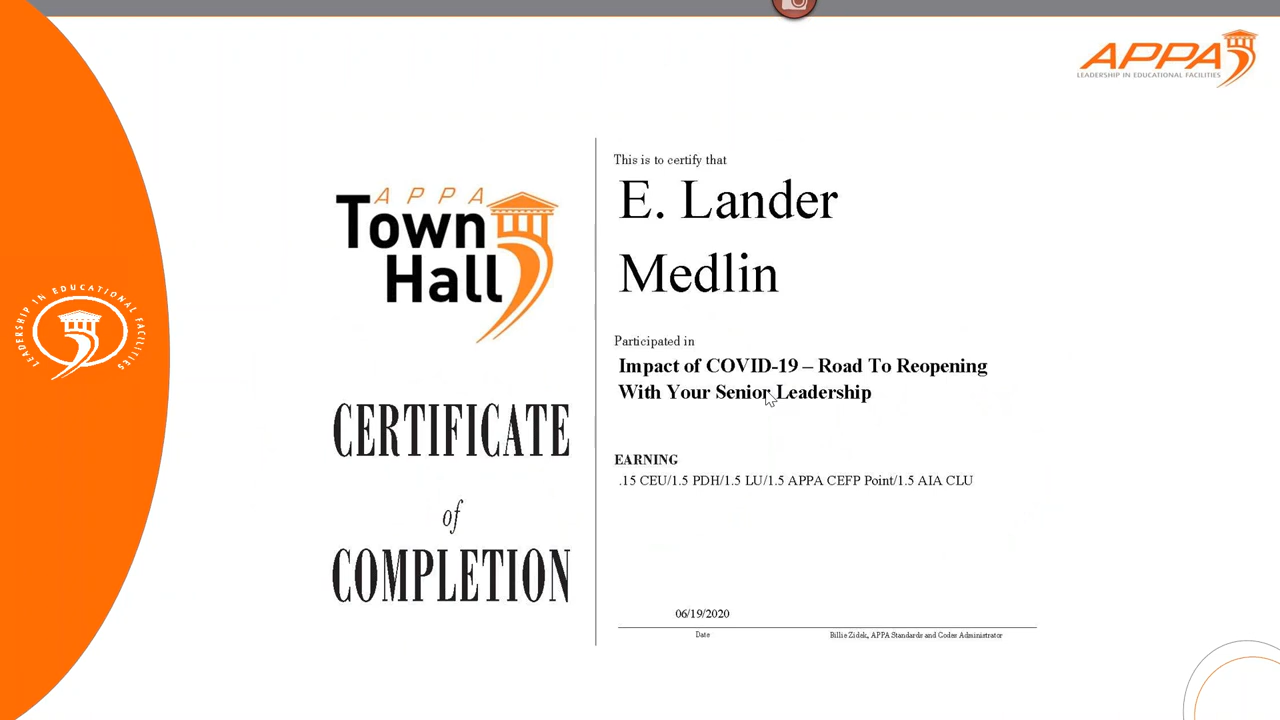 APPA
LEADERSHIP IN EDUCATIONAL FACILITIES
This is to certify that
E. Lander
Medlin
APPA
Town
Hall
LEADERSHIP IN EDUCATIONAL FACILITIES
Participated in
Impact of COVID-19 – Road To Reopening
With Your Senior Leadership
CERTIFICATE
of
COMPLETION
EARNING
.15 CEU/1.5 PDH/1.5 LU/1.5 APPA CEFP Point/1.5 AIA CLU
06/19/2020
Date
Billie Zidek, APPA Standards and Codes Administrator